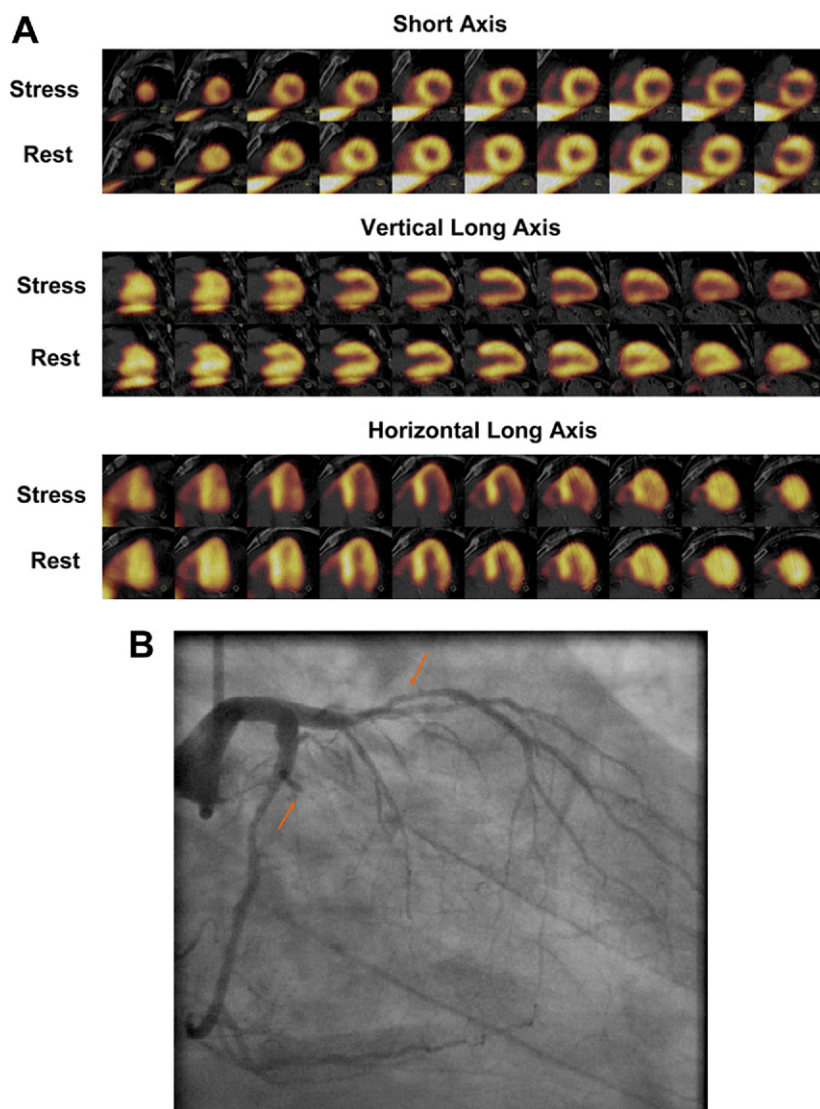 A
Short Axis
Stress
Rest
Vertical Long Axis
Stress
Rest
Horizontal Long Axis
Stress
Rest
B